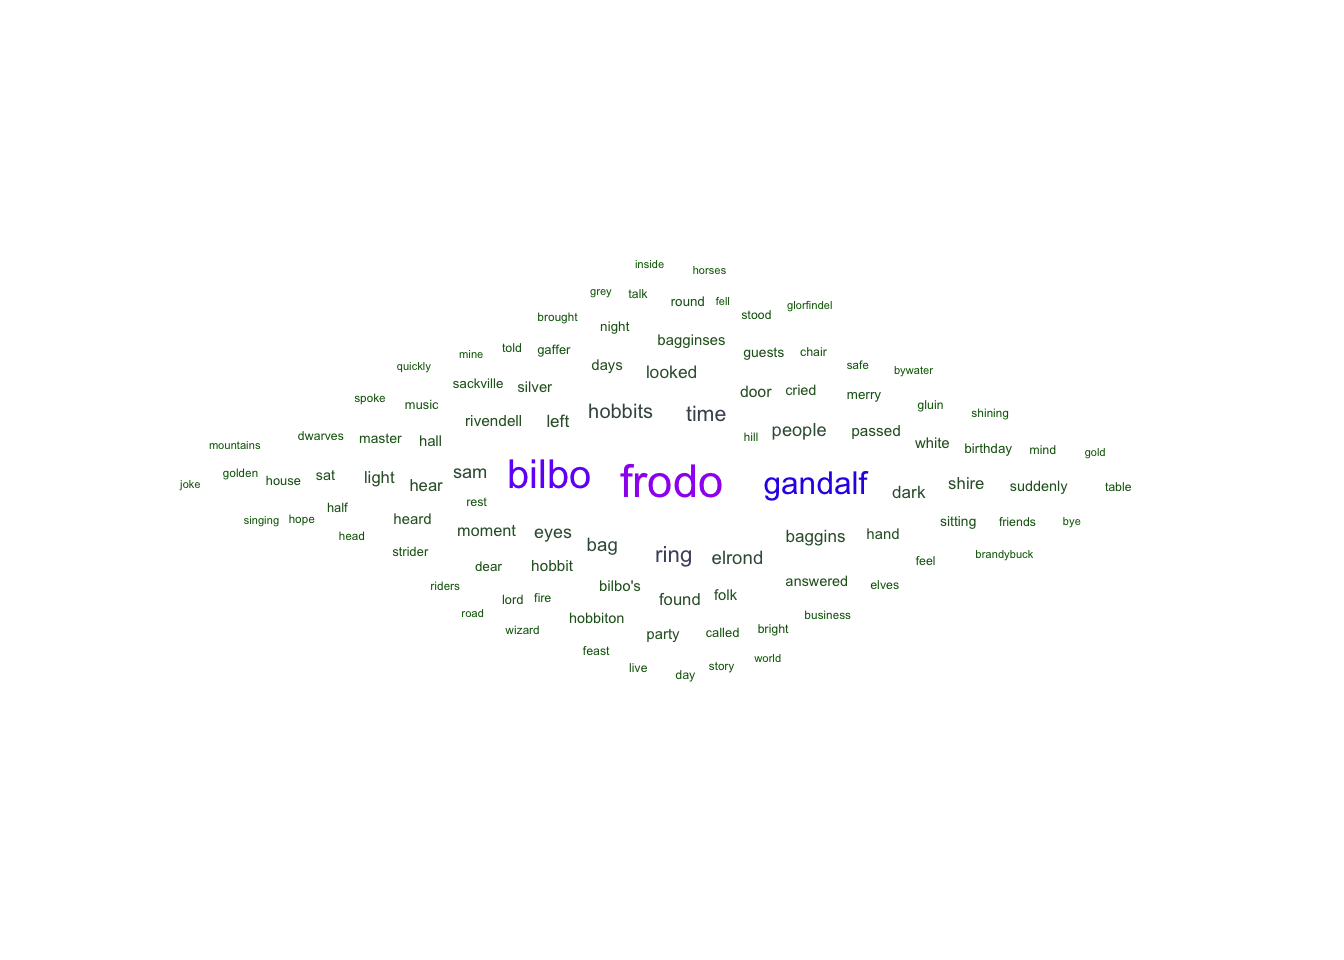 inside
horses
grey
talk
round
fell
glorfindel
brought
night
stood
bagginses
mine
told
gaffer
guests
chair
quickly
days
looked
safe
bywater
sackville
silver
door
cried
merry
spoke
music
gluin
rivendell
left
hobbits
time
shining
mountains
dwarves
master
hall
hill
people
passed
white
birthday
mind
gold
joke
golden
house
sat
light
hear
sam
bilbo
frodo
gandalf
dark
shire
suddenly
table
half
rest
singing
hope
head
heard
moment
eyes
bag
ring
elrond
baggins
hand
sitting
friends
bye
strider
dear
hobbit
feel
brandybuck
riders
lord
fire
bilbo's
found
folk
answered
elves
road
wizard
hobbiton
party
called
bright
business
feast
live
day
story
world